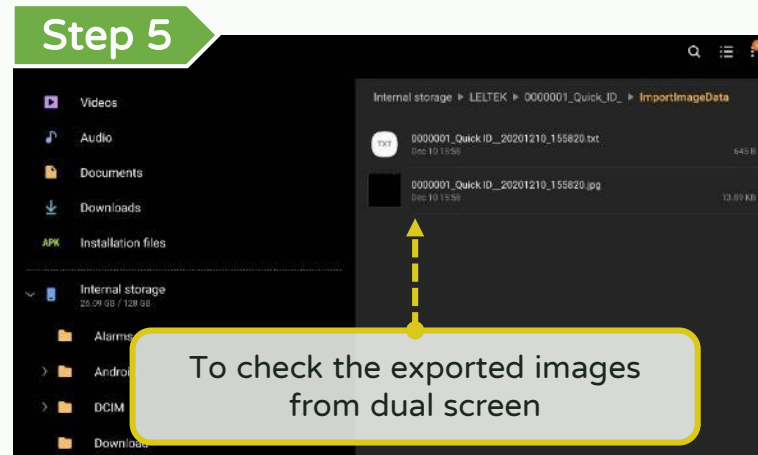 Step 5
Videos
Audio
Documents
Downloads
APK Installation files
Internal storage
26.09 GB / 128 GB
Alarms
Androi
DCIM
Download
Internal storage ▶ LELTEK ▶ 0000001_Quick_ID_ ▶ ImportImageData
TXT
0000001_Quick ID__20201210_155820.txt
Dec 10 15:58
645 B
0000001_Quick ID__20201210_155820.jpg
Dec 10 15:58
13.89 KB
To check the exported images
from dual screen